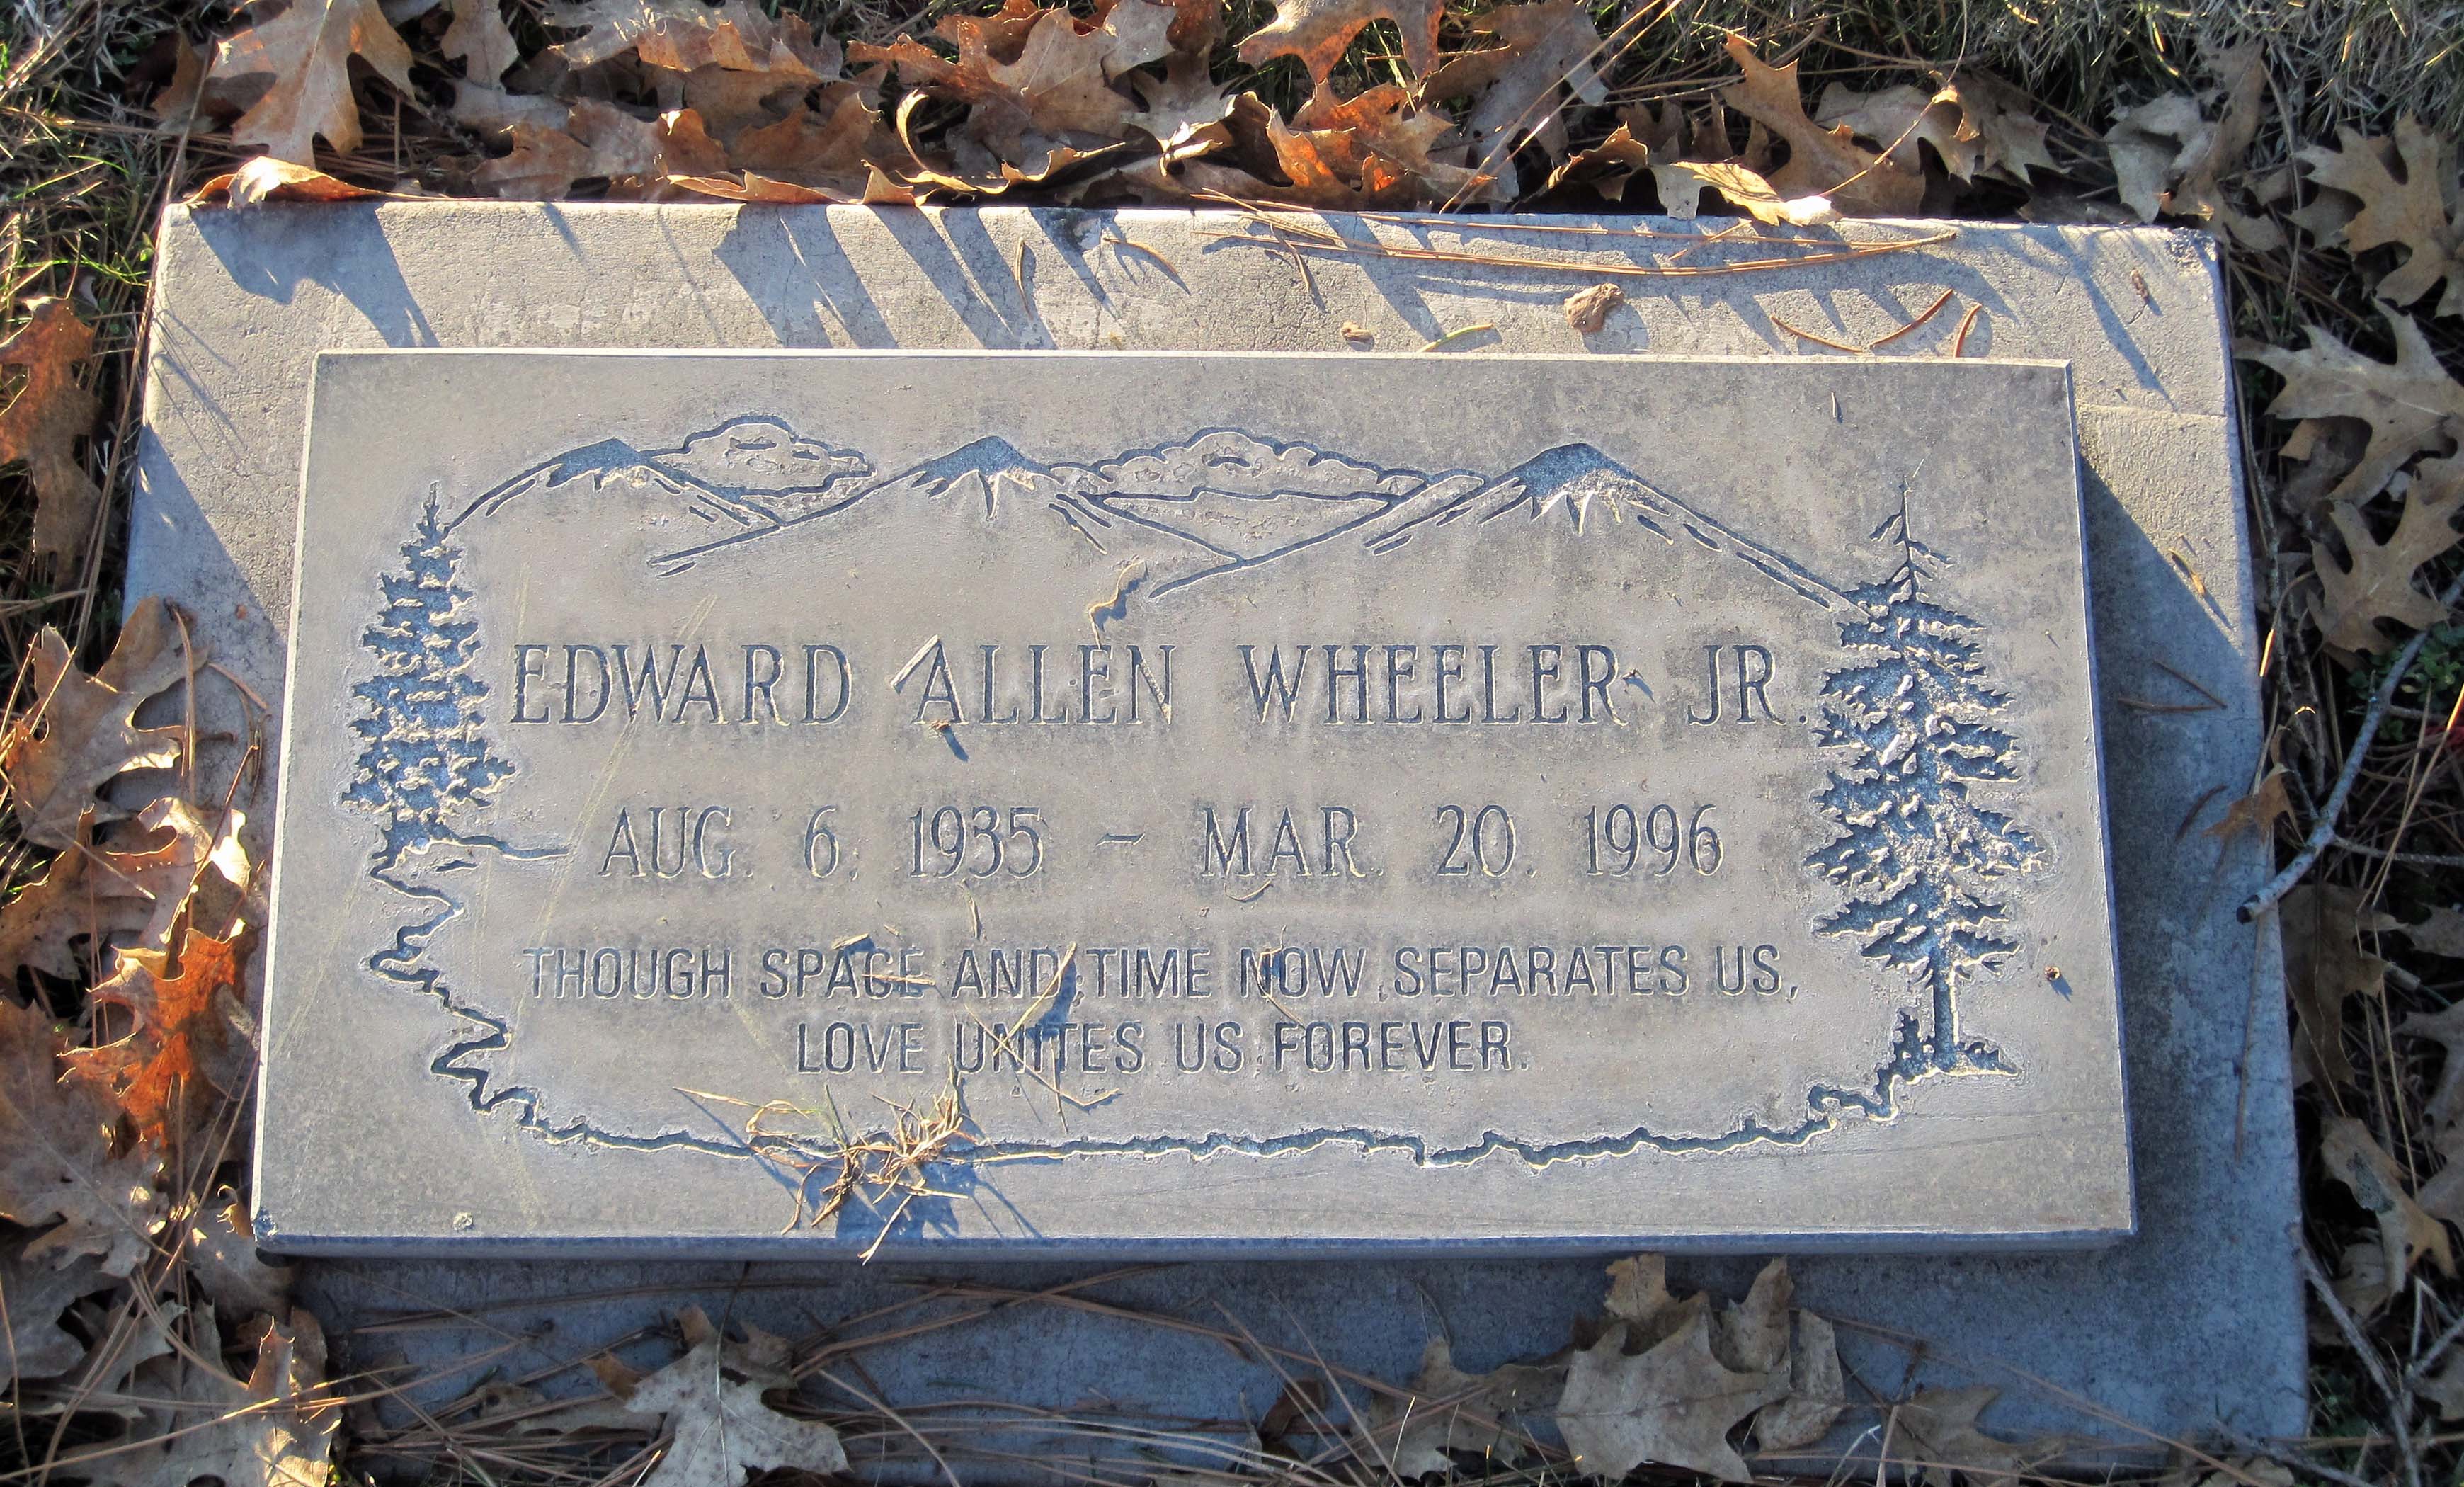 EDWARD ALLEN WHEELER JR.
AUG. 6, 1935 - MAR. 20, 1996
THOUGH SPACE AND TIME NOW SEPARATES US,
LOVE UNITES US FOREVER.